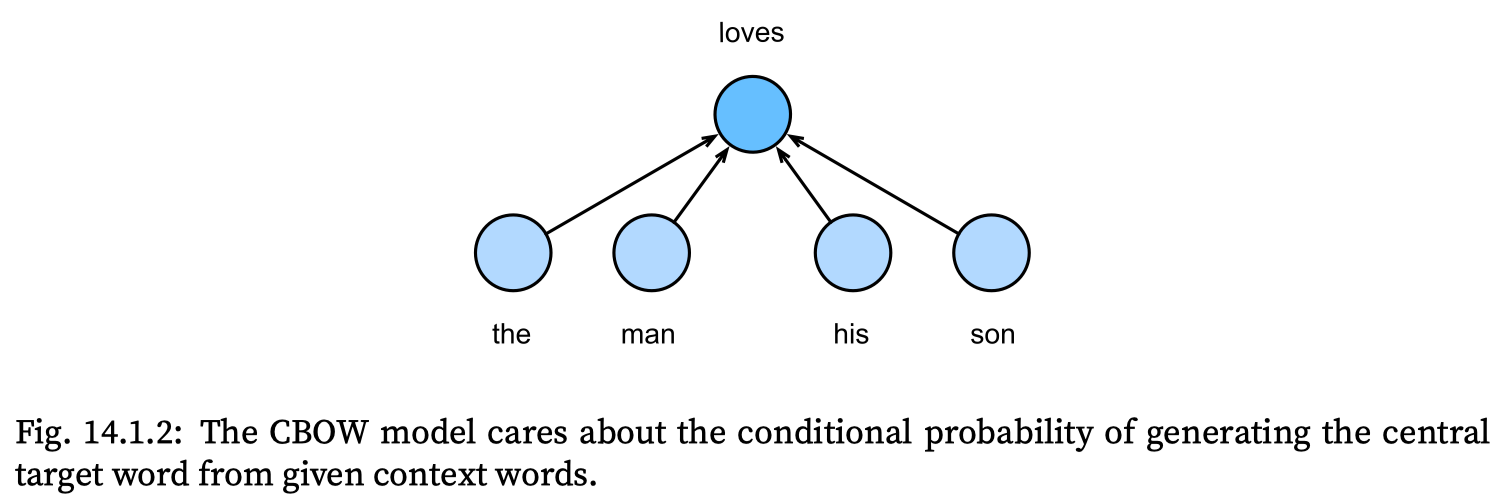 loves
the man his son
Fig. 14.1.2: The CBOW model cares about the conditional probability of generating the central
target word from given context words.